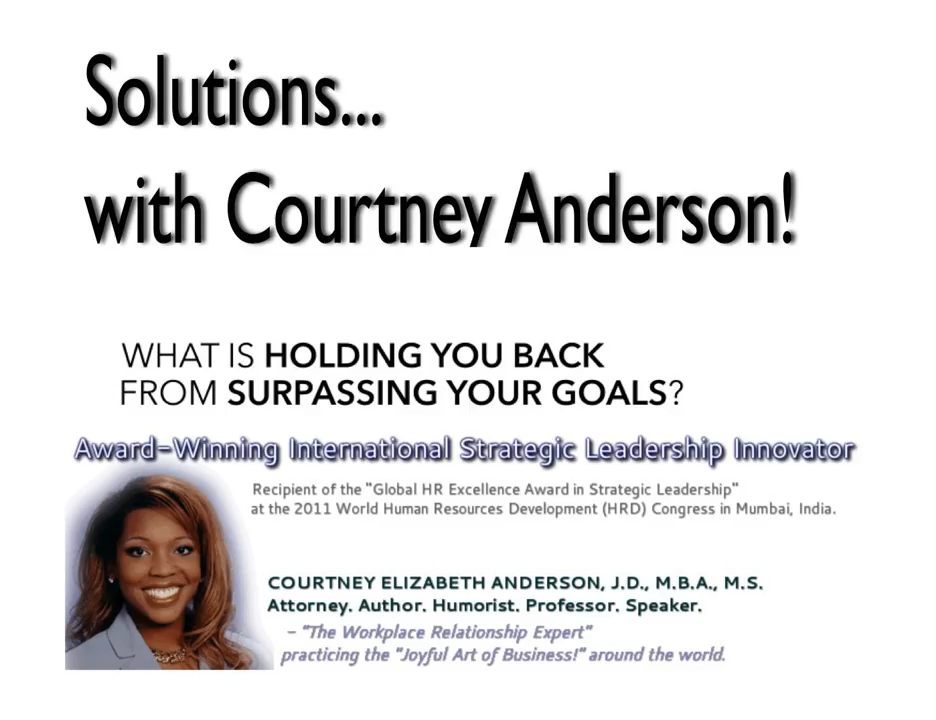 Solutions...
with Courtney Anderson!
WHAT IS HOLDING YOU BACK
FROM SURPASSING YOUR GOALS?
Award-Winning International Strategic Leadership Innovator
Recipient of the "Global HR Excellence Award in Strategic Leadership"
at the 2011 World Human Resources Development (HRD) Congress in Mumbai, India.
COURTNEY ELIZABETH ANDERSON, J.D., M.B.A., M.S.
Attorney. Author. Humorist. Professor. Speaker.
- "The Workplace Relationship Expert"
practicing the "Joyful Art of Business!" around the world.